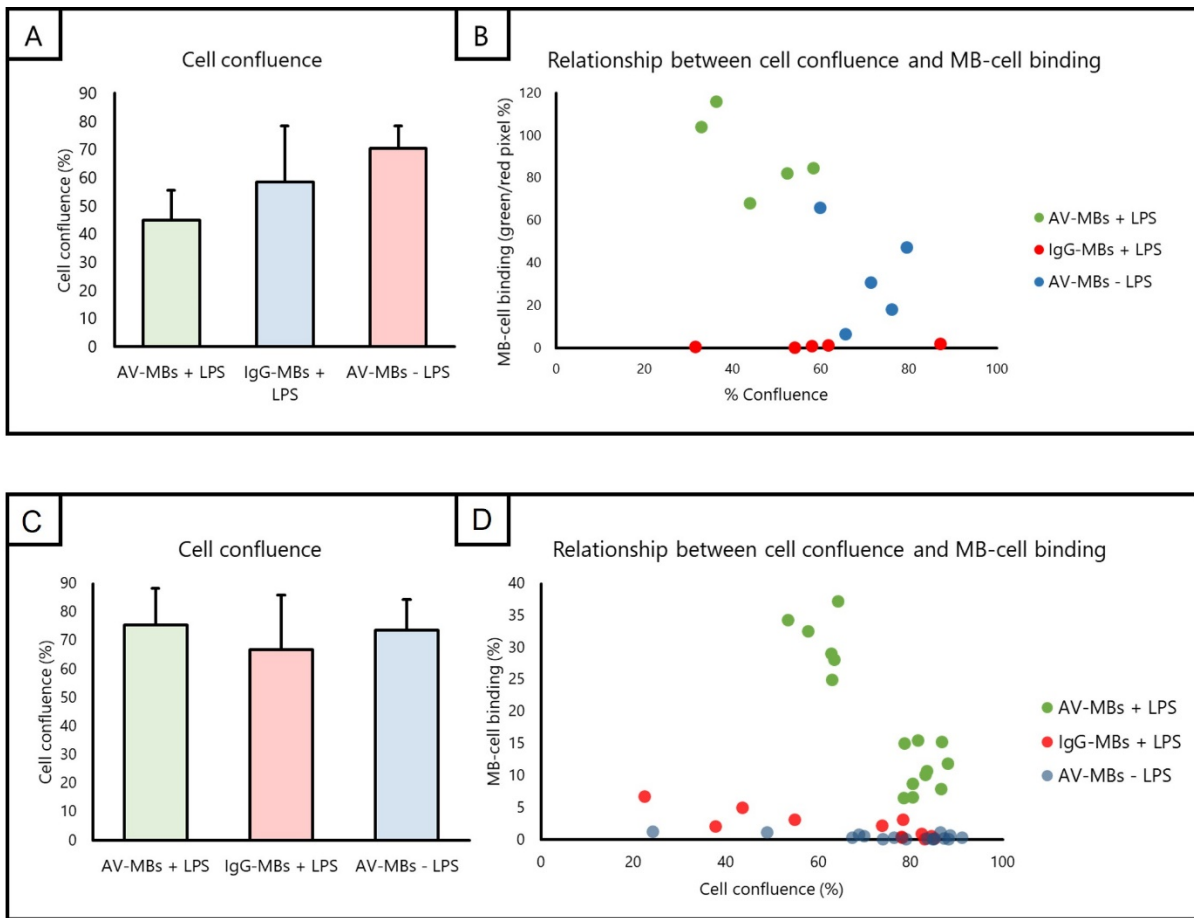 A
Cell confluence
Cell confluence (%)
90
80
70
60
50
40
30
20
10
0
AV-MBs + LPS
IgG-MBs +
LPS
AV-MBs - LPS
B
Relationship between cell confluence and MB-cell binding
MB-cell binding (green/red pixel %)
120
100
80
60
40
20
0
0 20 40 60 80 100
% Confluence
AV-MBs + LPS
IgG-MBs + LPS
AV-MBs - LPS
C
Cell confluence
Cell confluence (%)
90
80
70
60
50
40
30
20
10
0
AV-MBs + LPS IgG-MBs + LPS AV-MBs - LPS
D
Relationship between cell confluence and MB-cell binding
MB-cell binding (%)
40
35
30
25
20
15
10
5
0
0 20 40 60 80 100
Cell confluence (%)
AV-MBs + LPS
IgG-MBs + LPS
AV-MBs - LPS